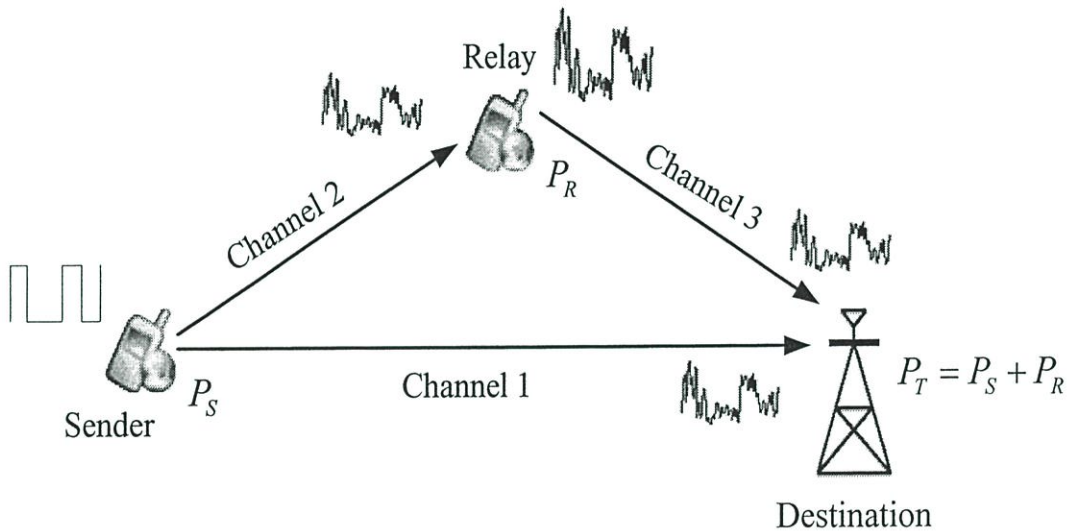 Relay
P_R
Channel 2
Channel 3
P_S
Sender
Channel 1
P_T = P_S + P_R
Destination